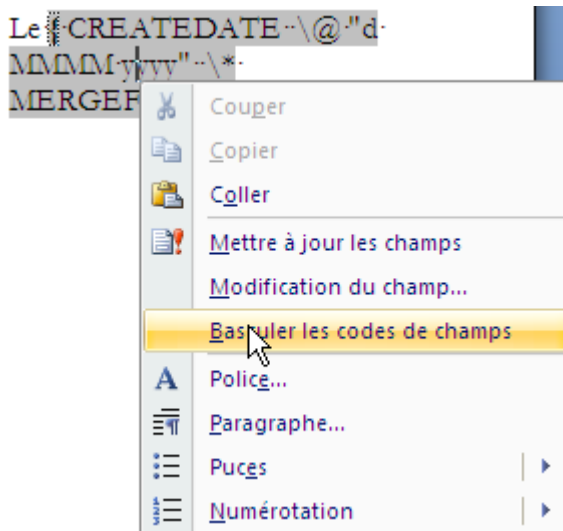 Le { CREATEDATE \@ "d
MMMM yyyy" \*
MERGEF
Couper
Copier
Coller
Mettre à jour les champs
Modification du champ...
Basculer les codes de champs
Police...
Paragraphe...
Puces
Numérotation